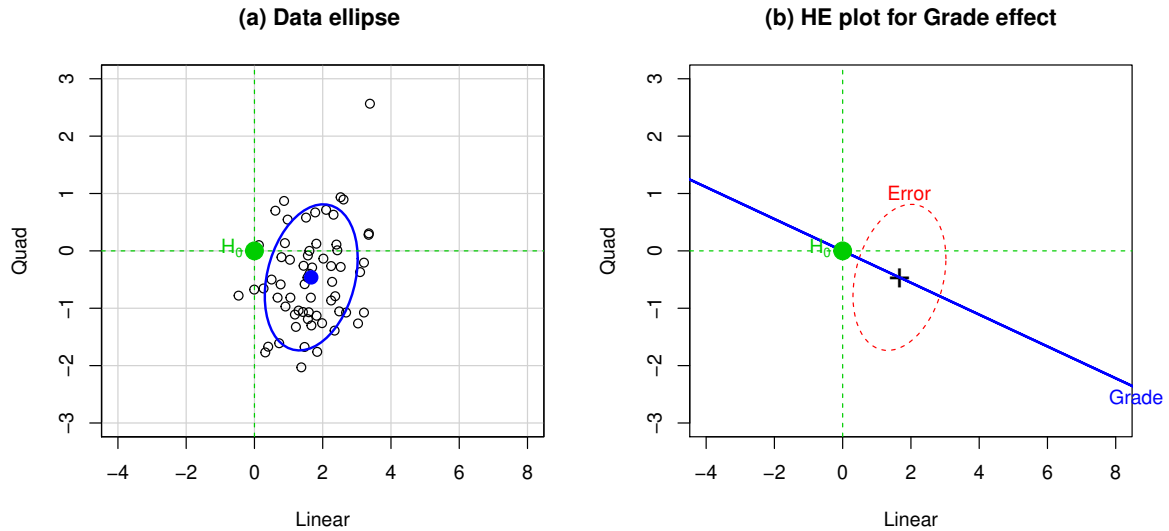 (a) Data ellipse
(b) HE plot for Grade effect
3
2
1
0
−1
−2
−3
Quad
H₀
−4 −2 0 2 4 6 8
Linear
3
2
1
0
−1
−2
−3
Quad
Error
H₀
Grade
−4 −2 0 2 4 6 8
Linear